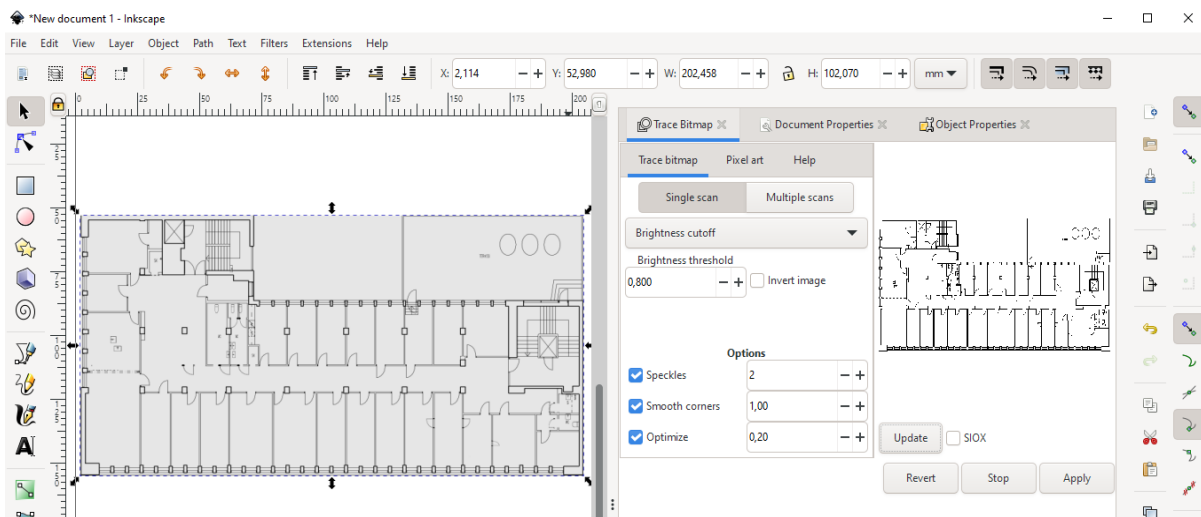 *New document 1 - Inkscape
File Edit View Layer Object Path Text Filters Extensions Help
X: 2,114 − + Y: 52,980 − + W: 202,458 − + H: 102,070 − + mm
0 25 50 75 100 125 150 175 200
Trace Bitmap Document Properties Object Properties
Trace bitmap Pixel art Help
Single scan Multiple scans
Brightness cutoff
Brightness threshold
0,800 − + Invert image
Options
Speckles 2 − +
Smooth corners 1,00 − +
Optimize 0,20 − + Update SIOX
Revert Stop Apply